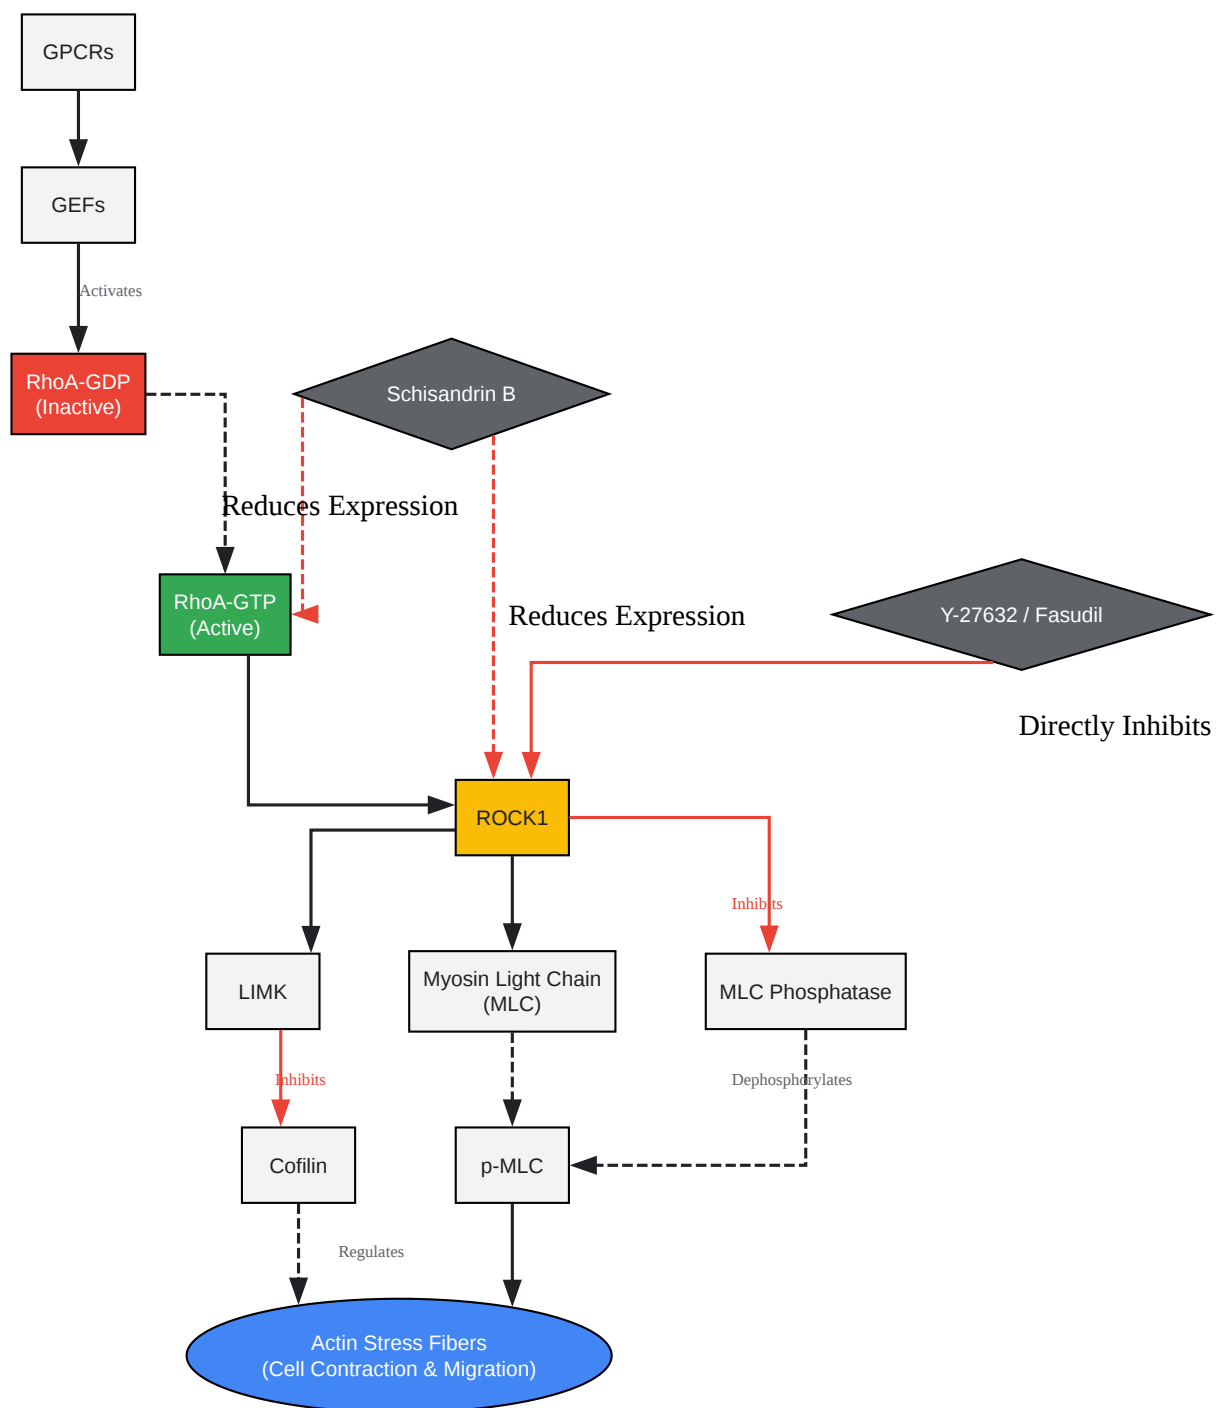 GPCRs
GEFs
Activates
RhoA-GDP
(Inactive)
Schisandrin B
Reduces Expression
RhoA-GTP
(Active)
Reduces Expression
Y-27632 / Fasudil
Directly Inhibits
ROCK1
Inhibits
LIMK
Myosin Light Chain
(MLC)
MLC Phosphatase
Inhibits
Dephosphorylates
Cofilin
p-MLC
Regulates
Actin Stress Fibers
(Cell Contraction & Migration)